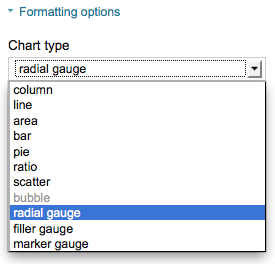 Formatting options
Chart type
radial gauge
column
line
area
bar
pie
ratio
scatter
bubble
radial gauge
filler gauge
marker gauge